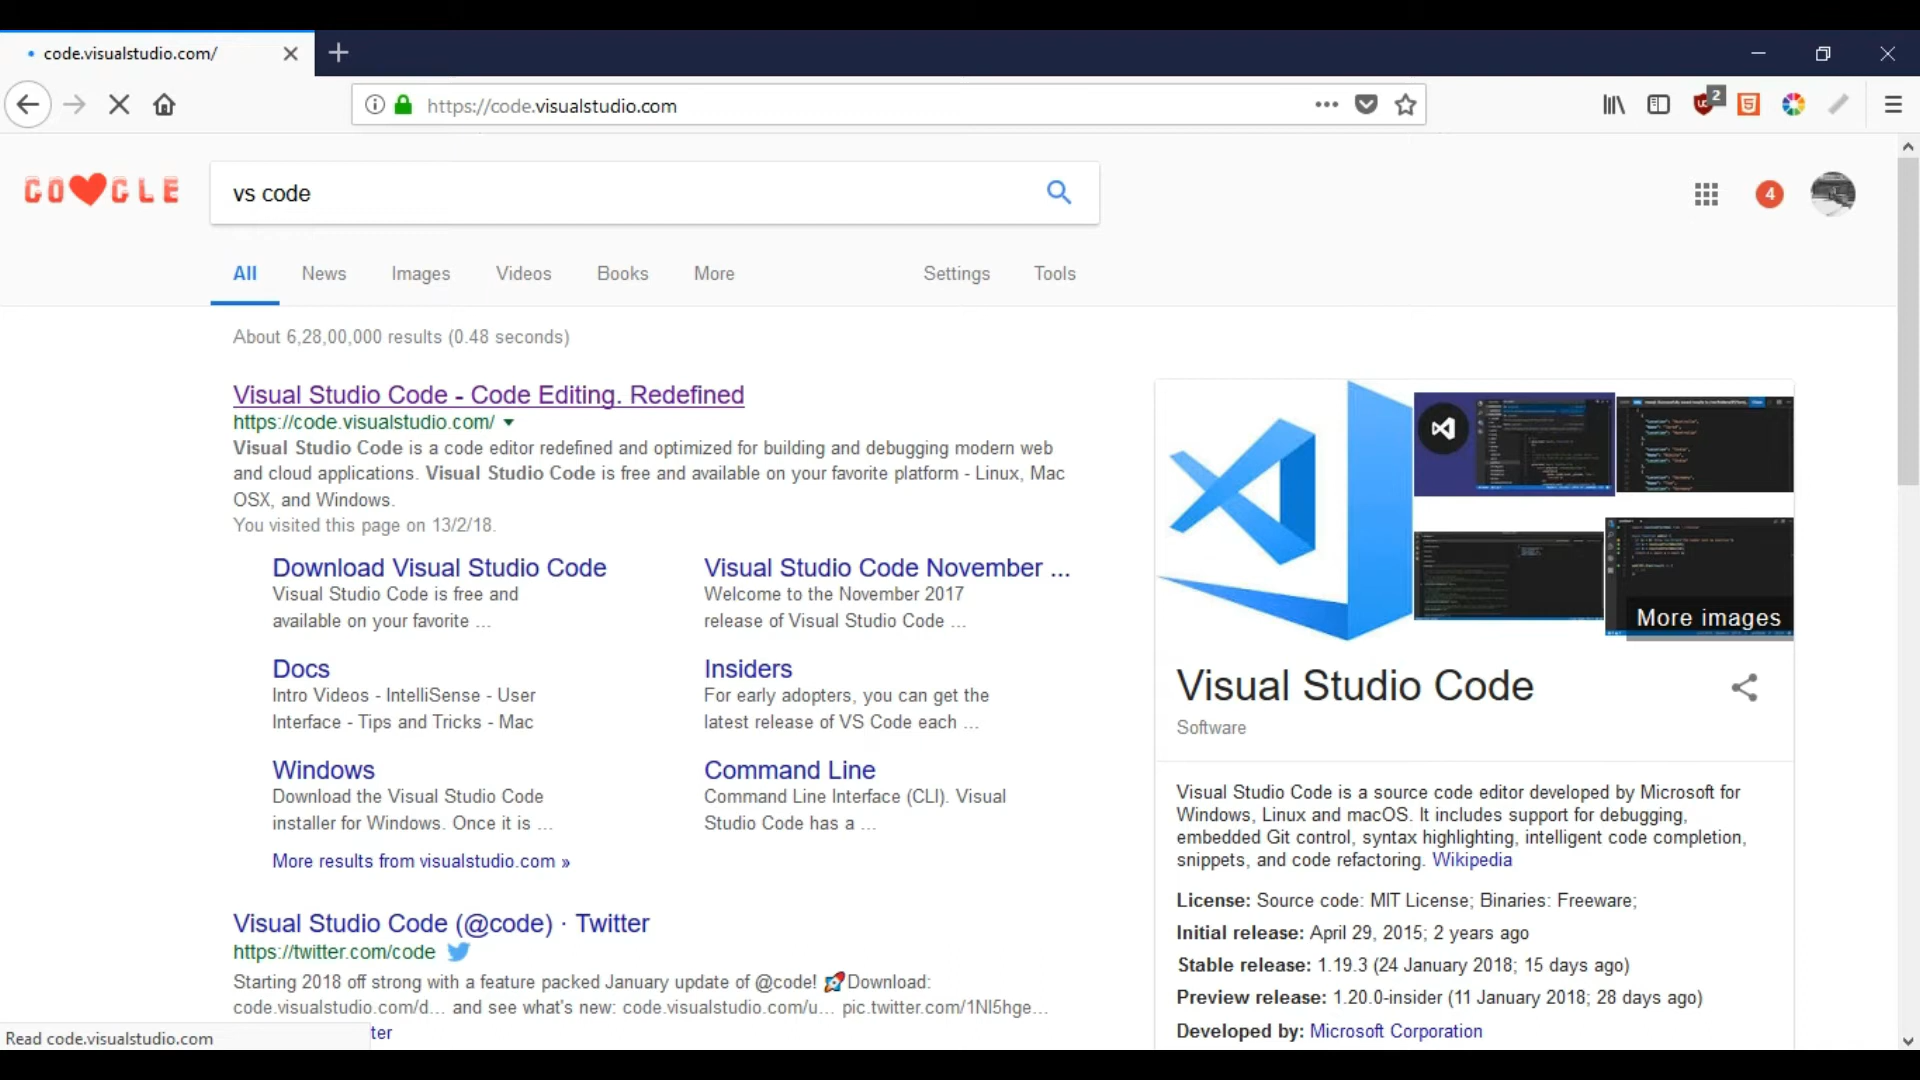 code.visualstudio.com/
https://code.visualstudio.com
2
GOOGLE
vs code
4
All
News
Images
Videos
Books
More
Settings
Tools
About 6,28,00,000 results (0.48 seconds)
Visual Studio Code - Code Editing. Redefined
https://code.visualstudio.com/
Visual Studio Code is a code editor redefined and optimized for building and debugging modern web
and cloud applications. Visual Studio Code is free and available on your favorite platform - Linux, Mac
OSX, and Windows.
You visited this page on 13/2/18.
Download Visual Studio Code
Visual Studio Code is free and
available on your favorite ...
Visual Studio Code November ...
Welcome to the November 2017
release of Visual Studio Code ...
Docs
Intro Videos - IntelliSense - User
Interface - Tips and Tricks - Mac
Insiders
For early adopters, you can get the
latest release of VS Code each ...
Windows
Download the Visual Studio Code
installer for Windows. Once it is ...
Command Line
Command Line Interface (CLI). Visual
Studio Code has a ...
More results from visualstudio.com »
Visual Studio Code (@code) · Twitter
https://twitter.com/code
Starting 2018 off strong with a feature packed January update of @code! 🚀Download:
code.visualstudio.com/d... and see what's new: code.visualstudio.com/u... pic.twitter.com/1NI5hge...
ter
Read code.visualstudio.com
More images
Visual Studio Code
Software
Visual Studio Code is a source code editor developed by Microsoft for
Windows, Linux and macOS. It includes support for debugging,
embedded Git control, syntax highlighting, intelligent code completion,
snippets, and code refactoring. Wikipedia
License: Source code: MIT License; Binaries: Freeware;
Initial release: April 29, 2015; 2 years ago
Stable release: 1.19.3 (24 January 2018; 15 days ago)
Preview release: 1.20.0-insider (11 January 2018; 28 days ago)
Developed by: Microsoft Corporation